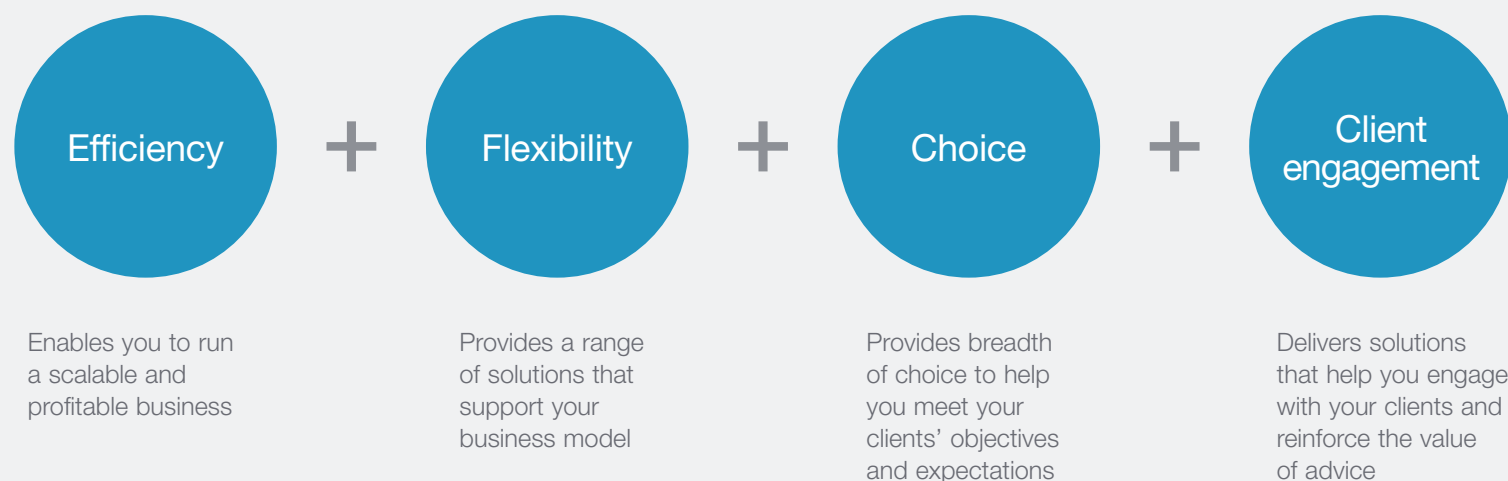 Efficiency
Flexibility
Choice
Client
engagement
Enables you to run
a scalable and
profitable business
Provides a range
of solutions that
support your
business model
Provides breadth
of choice to help
you meet your
clients’ objectives
and expectations
Delivers solutions
that help you engage
with your clients and
reinforce the value
of advice